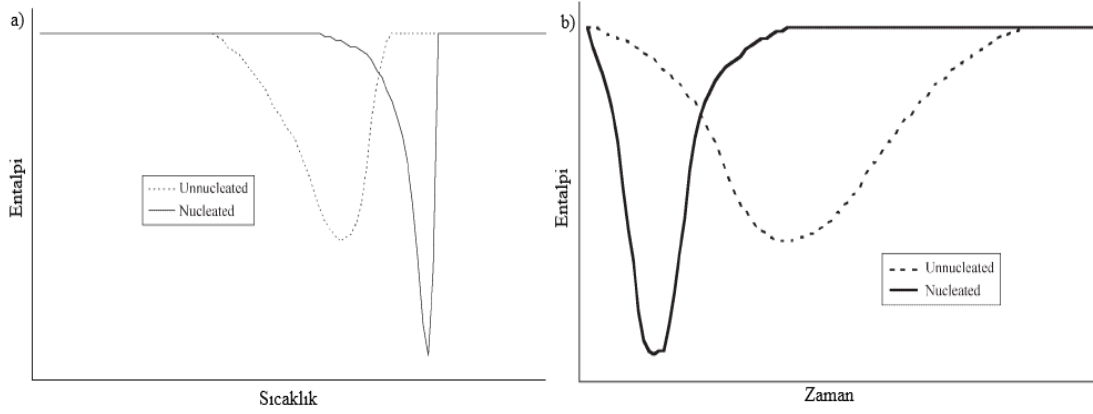 a)
Entalpi
Unnucleated
Nucleated
Sıcaklık
b)
Entalpi
Unnucleated
Nucleated
Zaman